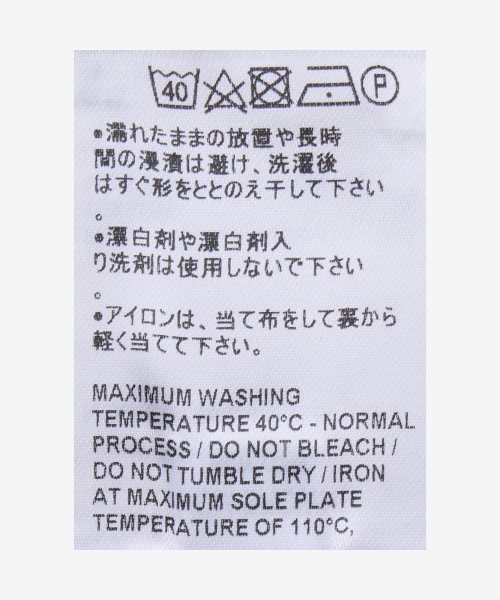 40 P
●濡れたままの放置や長時
間の浸漬は避け、洗濯後
はすぐ形をととのえ干して下さい
。
●漂白剤や漂白剤入
り洗剤は使用しないで下さい
。
●アイロンは、当て布をして裏から
軽く当てて下さい。
MAXIMUM WASHING
TEMPERATURE 40°C - NORMAL
PROCESS / DO NOT BLEACH /
DO NOT TUMBLE DRY / IRON
AT MAXIMUM SOLE PLATE
TEMPERATURE OF 110°C,